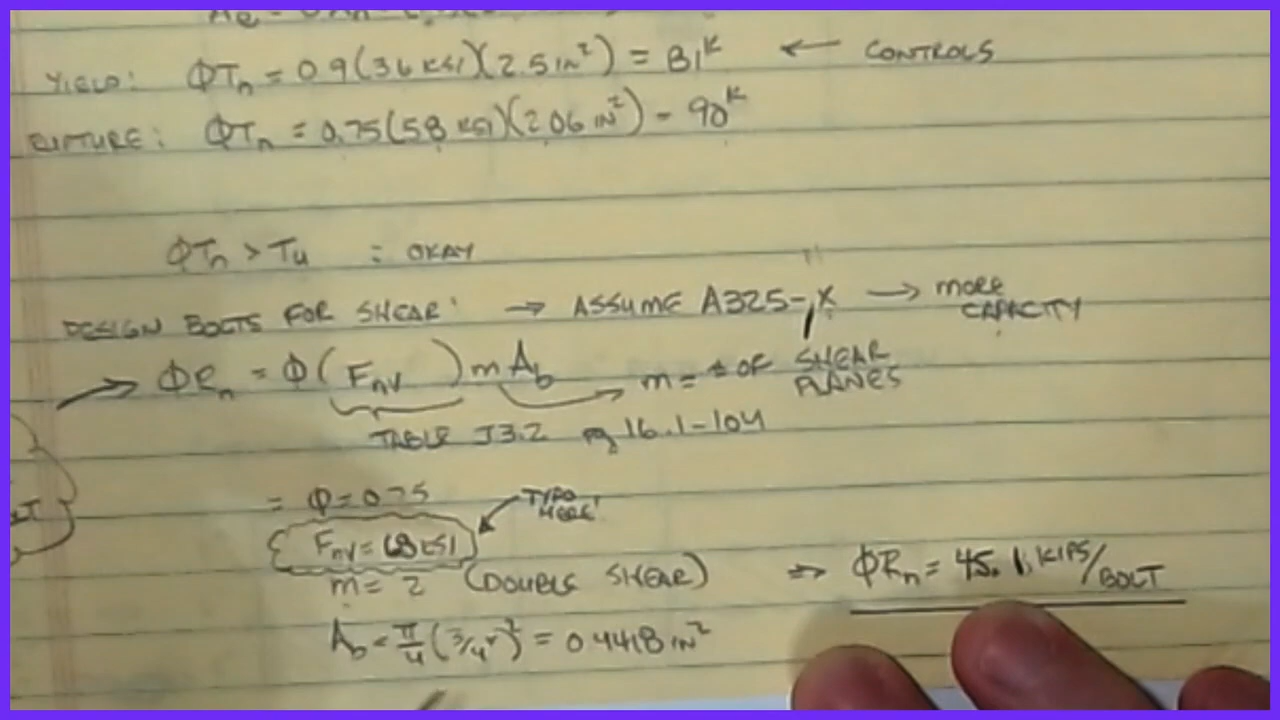 YIELD: ΦTn = 0.9(36 KSI)(2.5 IN²) = 81ᴷ ← CONTROLS
RUPTURE: ΦTn = 0.75(58 KSI)(2.06 IN²) = 90ᴷ
ΦTn > Tu ∴ OKAY
DESIGN BOLTS FOR SHEAR: → ASSUME A325-X → MORE CAPACITY
ΦRn = Φ(Fnv)mAb m = # OF SHEAR PLANES
TABLE J3.2 pg 16.1-104
= Φ = 0.75
TYPO HERE!
Fnv = 68 KSI
m = 2 (DOUBLE SHEAR) ⇒ ΦRn = 45.1 KIPS/BOLT
Ab = π/4(3/4")² = 0.4418 IN²